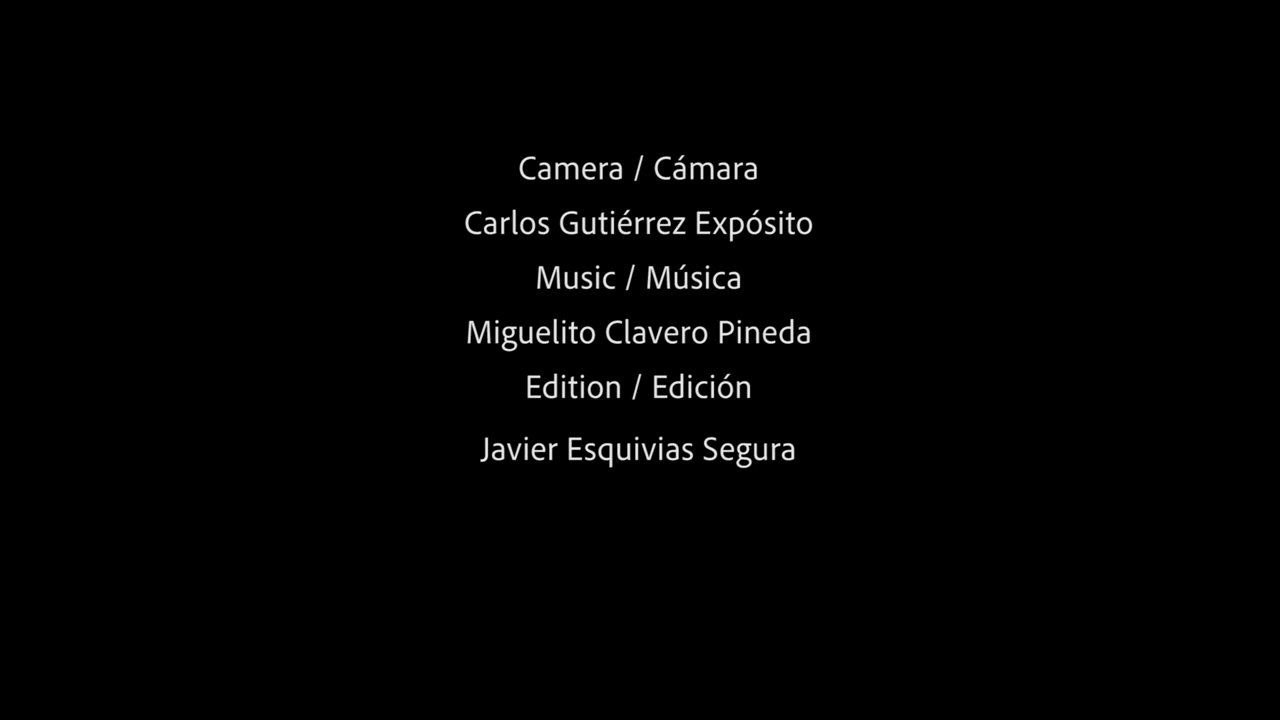 Camera / Cámara
Carlos Gutiérrez Expósito
Music / Música
Miguelito Clavero Pineda
Edition / Edición
Javier Esquivias Segura